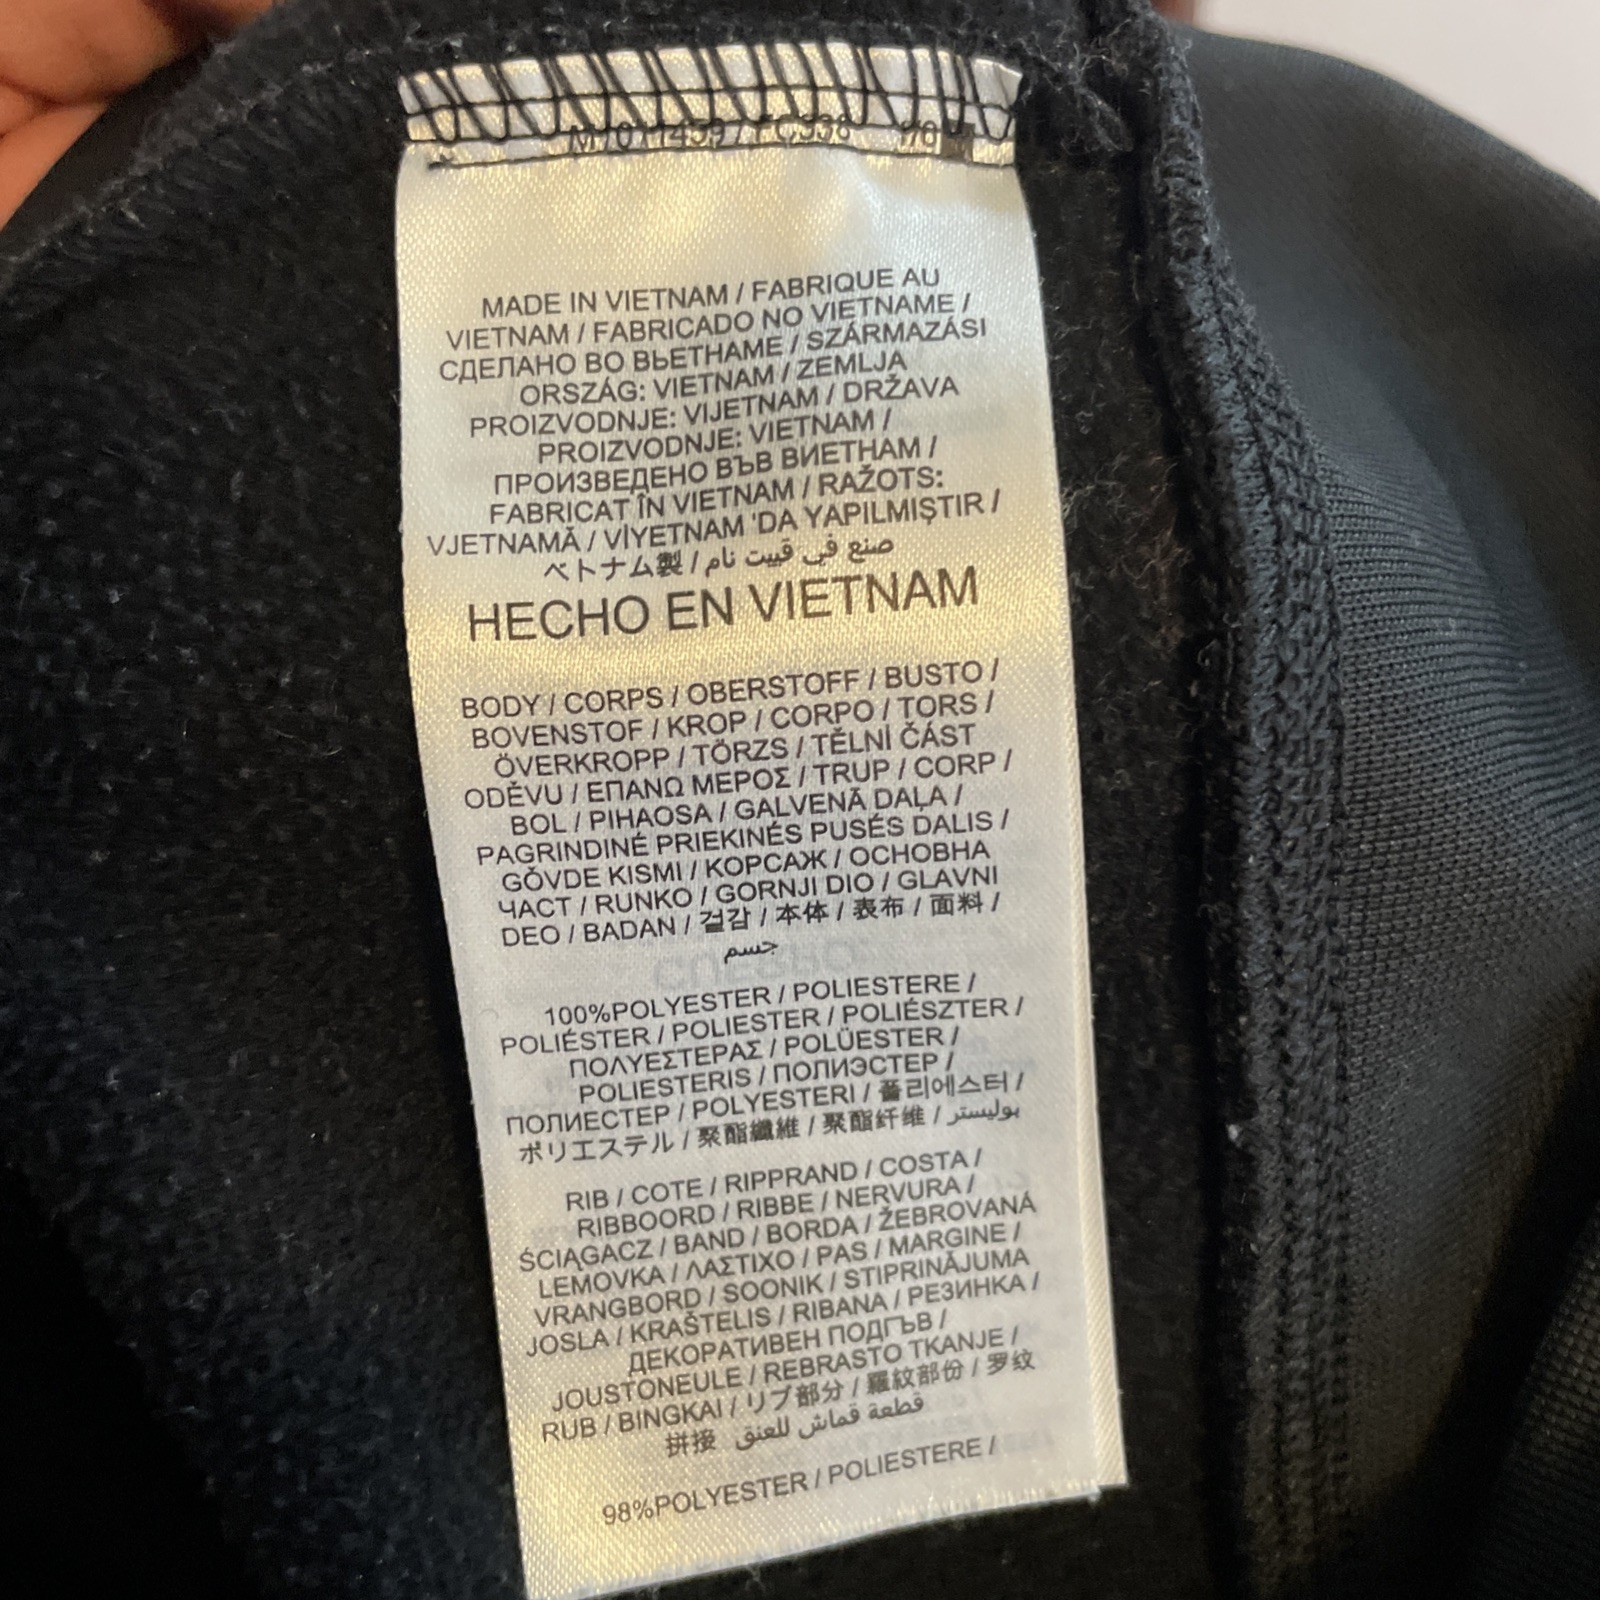 MADE IN VIETNAM / FABRIQUE AU
VIETNAM / FABRICADO NO VIETNAME /
СДЕЛАНО ВО ВЬЕТНАМЕ / SZÁRMAZÁSI
ORSZÁG: VIETNAM / ZEMLJA
PROIZVODNJE: VIJETNAM / DRŽAVA
PROIZVODNJE: VIETNAM /
ПРОИЗВЕДЕНО ВЪВ ВИЕТНАМ /
FABRICAT ÎN VIETNAM / RAŽOTS:
VJETNAMĂ / VİYETNAM 'DA YAPILMIŞTIR /
ベトナム製 / صنع في فييت نام
HECHO EN VIETNAM
BODY / CORPS / OBERSTOFF / BUSTO /
BOVENSTOF / KROP / CORPO / TORS /
ÖVERKROPP / TÖRZS / TĚLNÍ ČÁST
ODĚVU / ΕΠΑΝΩ ΜΕΡΟΣ / TRUP / CORP /
BOL / PIHAOSA / GALVENĀ DAĻA /
PAGRINDINÉ PRIEKINÉS PUSÉS DALIS /
GÖVDE KISMI / КОРСАЖ / ОСНОВНА
ЧАСТ / RUNKO / GORNJI DIO / GLAVNI
DEO / BADAN / 겉감 / 本体 / 表布 / 面料 /
جسم
100%POLYESTER / POLIESTERE /
POLIÉSTER / POLIESTER / POLIÉSZTER /
ΠΟΛΥΕΣΤΕΡΑΣ / POLÜESTER /
POLIESTERIS / ПОЛИЭСТЕР /
ПОЛИЕСТЕР / POLYESTERI / 폴리에스터 /
ポリエステル / 聚酯纖維 / 聚酯纤维 / بوليستر
RIB / COTE / RIPPRAND / COSTA /
RIBBOORD / RIBBE / NERVURA /
ŚCIĄGACZ / BAND / BORDA / ŽEBROVANÁ
LEMOVKA / ΛΑΣΤΙΧΟ / PAS / MARGINE /
VRANGBORD / SOONIK / STIPRINĀJUMA
JOSLA / KRAŠTELIS / RIBANA / РЕЗИНКА /
ДЕКОРАТИВЕН ПОДГЪВ /
JOUSTONEULE / REBRASTO TKANJE /
RUB / BINGKAI / リブ部分 / 羅紋部份 / 罗纹
拼接 قطعة قماش للعنق
98%POLYESTER / POLIESTERE /